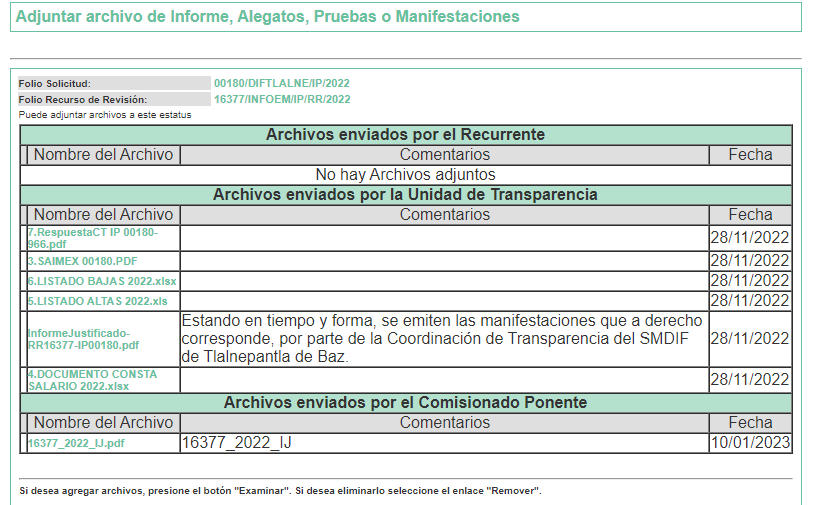 Adjuntar archivo de Informe, Alegatos, Pruebas o Manifestaciones
Folio Solicitud: 00180/DIFTLALNE/IP/2022
Folio Recurso de Revisión: 16377/INFOEM/IP/RR/2022
Puede adjuntar archivos a este estatus
Archivos enviados por el Recurrente
Nombre del Archivo Comentarios Fecha
No hay Archivos adjuntos
Archivos enviados por la Unidad de Transparencia
Nombre del Archivo Comentarios Fecha
7.RespuestaCT IP 00180-
966.pdf 28/11/2022
3.SAIMEX 00180.PDF 28/11/2022
6.LISTADO BAJAS 2022.xlsx 28/11/2022
5.LISTADO ALTAS 2022.xls 28/11/2022
InformeJustificado-
RR16377-IP00180.pdf
Estando en tiempo y forma, se emiten las manifestaciones que a derecho
corresponde, por parte de la Coordinación de Transparencia del SMDIF
de Tlalnepantla de Baz.
28/11/2022
4.DOCUMENTO CONSTA
SALARIO 2022.xlsx 28/11/2022
Archivos enviados por el Comisionado Ponente
Nombre del Archivo Comentarios Fecha
16377_2022_IJ.pdf 16377_2022_IJ 10/01/2023
Si desea agregar archivos, presione el botón "Examinar". Si desea eliminarlo seleccione el enlace "Remover".